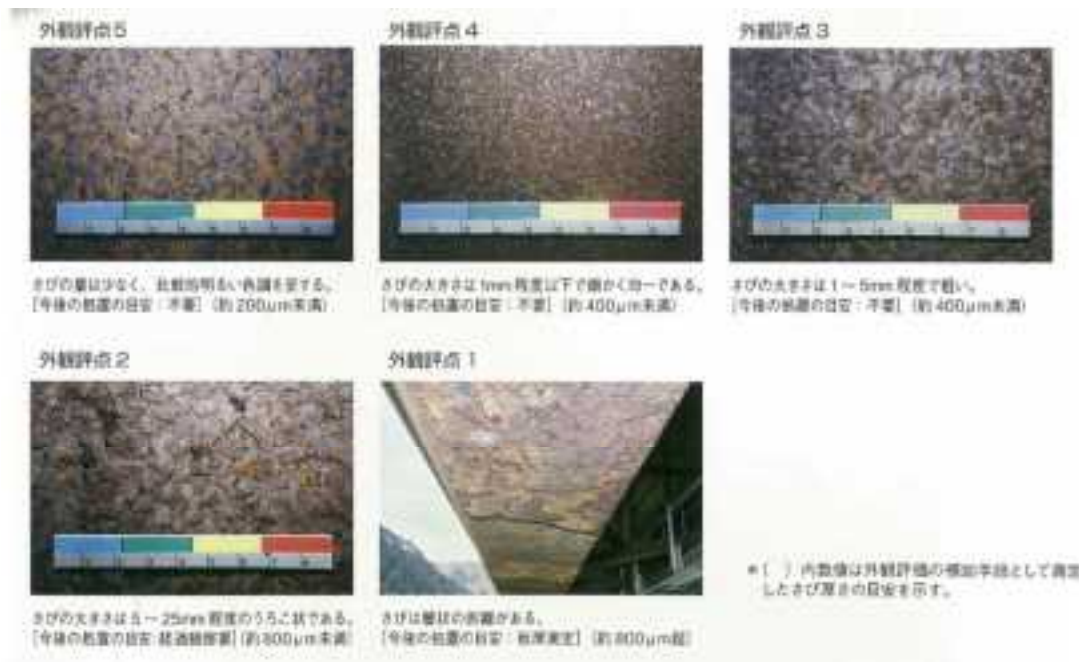 外観評点5
外観評点4
外観評点3
さびの量は少なく、比較的明るい色調を呈する。
[今後の処置の目安:不要](約200μm未満)
さびの大きさは1mm程度以下で細かく均一である。
[今後の処置の目安:不要](約400μm未満)
さびの大きさは1〜5mm程度で粗い。
[今後の処置の目安:不要](約400μm未満)
外観評点2
外観評点1
さびの大きさは5〜25mm程度のうろこ状である。
[今後の処置の目安:経過観察要](約800μm未満)
さびは層状の剥離がある。
[今後の処置の目安:板厚測定](約800μm超)
*( )内数値は外観評価の補助手段として測定
したさび厚さの目安を示す。